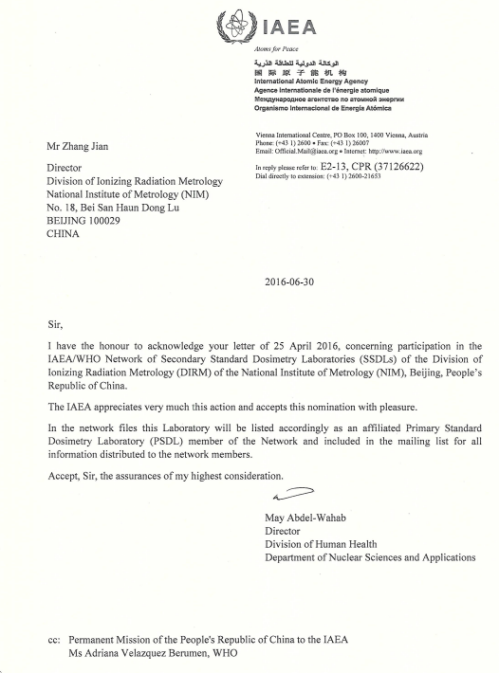 IAEA
Atoms for Peace
الوكالة الدولية للطاقة الذرية
国际原子能机构
International Atomic Energy Agency
Agence internationale de l'énergie atomique
Международное агентство по атомной энергии
Organismo Internacional de Energía Atómica
Vienna International Centre, PO Box 100, 1400 Vienna, Austria
Phone: (+43 1) 2600 • Fax: (+43 1) 26007
Email: Official.Mail@iaea.org • Internet: http://www.iaea.org
In reply please refer to: E2-13, CPR (37126622)
Dial directly to extension: (+43 1) 2600-21653
Mr Zhang Jian
Director
Division of Ionizing Radiation Metrology
National Institute of Metrology (NIM)
No. 18, Bei San Haun Dong Lu
BEIJING 100029
CHINA
2016-06-30
Sir,
I have the honour to acknowledge your letter of 25 April 2016, concerning participation in the
IAEA/WHO Network of Secondary Standard Dosimetry Laboratories (SSDLs) of the Division of
Ionizing Radiation Metrology (DIRM) of the National Institute of Metrology (NIM), Beijing, People's
Republic of China.
The IAEA appreciates very much this action and accepts this nomination with pleasure.
In the network files this Laboratory will be listed accordingly as an affiliated Primary Standard
Dosimetry Laboratory (PSDL) member of the Network and included in the mailing list for all
information distributed to the network members.
Accept, Sir, the assurances of my highest consideration.
May Abdel-Wahab
Director
Division of Human Health
Department of Nuclear Sciences and Applications
cc: Permanent Mission of the People's Republic of China to the IAEA
Ms Adriana Velazquez Berumen, WHO